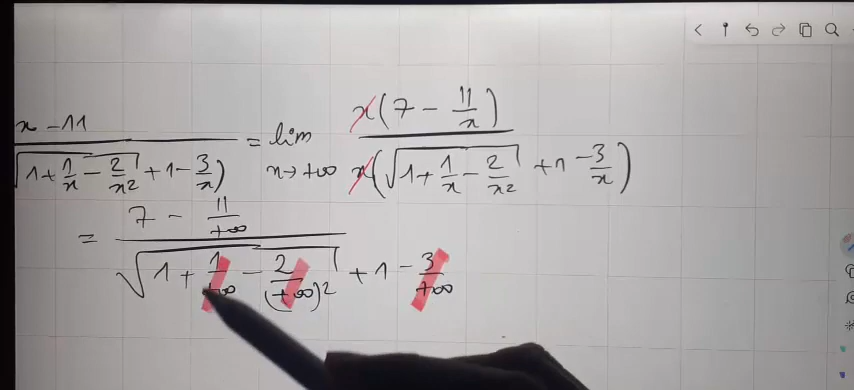 x - 11 / (√(1 + 1/x - 2/x²) + 1 - 3/x) = lim x→+∞ x(7 - 11/x) / x(√(1 + 1/x - 2/x²) + 1 - 3/x)
= (7 - 11/+∞) / (√(1 + 1/+∞ - 2/(+∞)²) + 1 - 3/+∞)